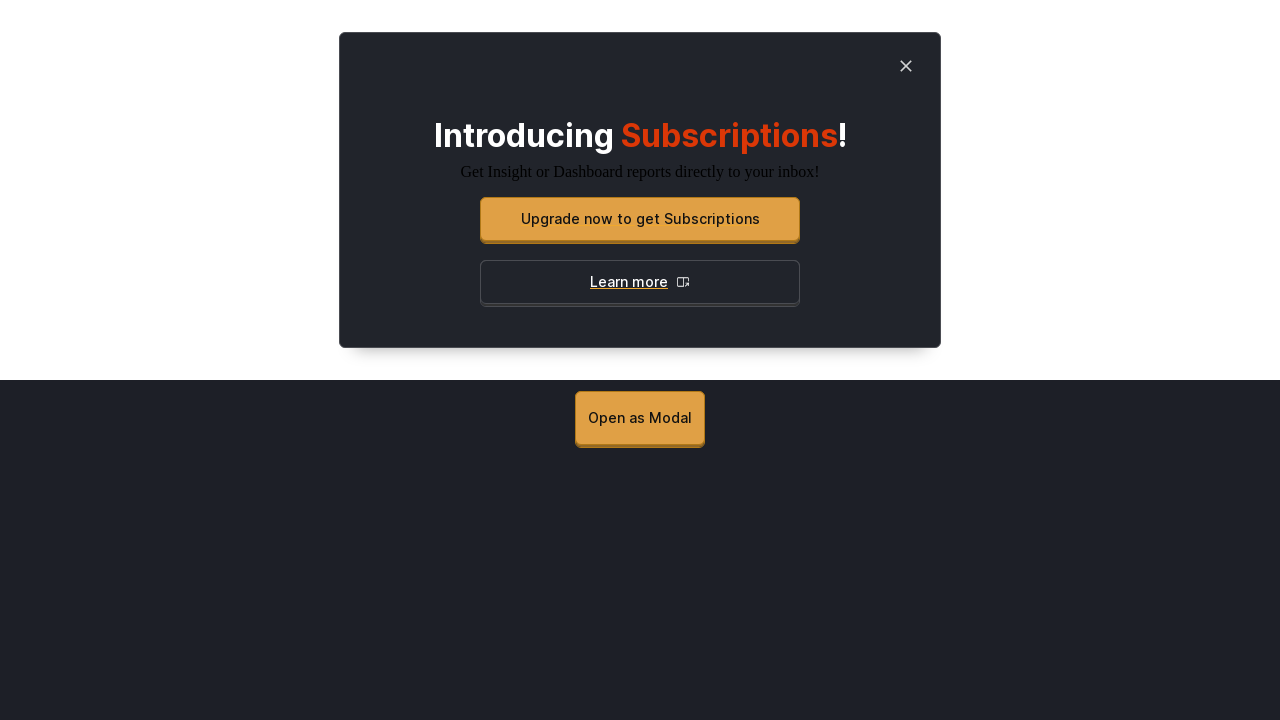 Introducing Subscriptions!
Get Insight or Dashboard reports directly to your inbox!
Upgrade now to get Subscriptions
Learn more
Open as Modal